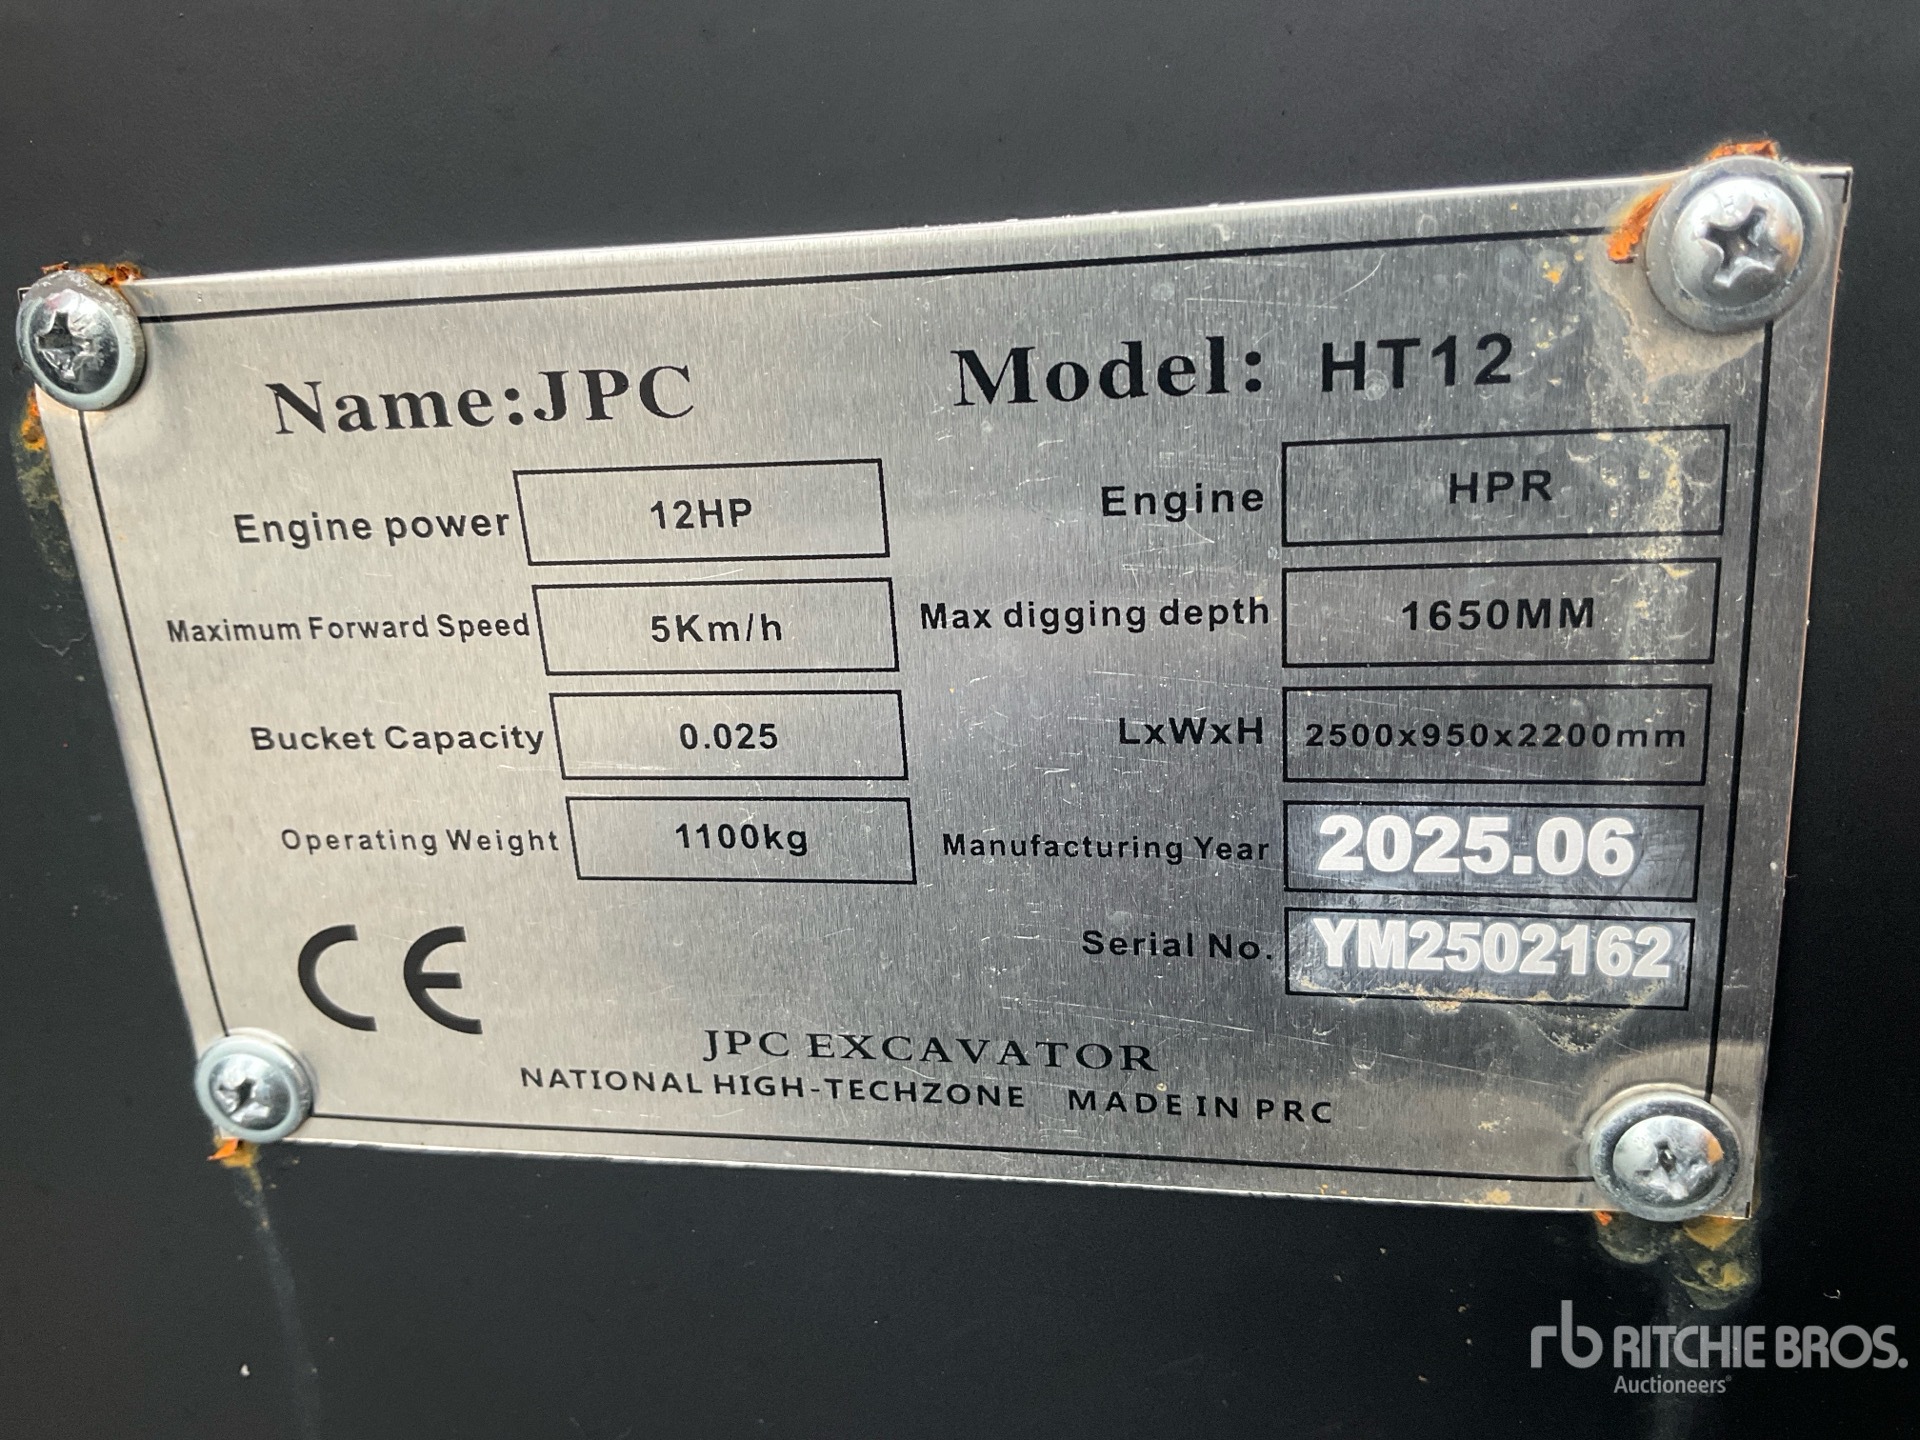 Name:JPC Model: HT12
Engine power 12HP Engine HPR
Maximum Forward Speed 5Km/h Max digging depth 1650MM
Bucket Capacity 0.025 LxWxH 2500x950x2200mm
Operating Weight 1100kg Manufacturing Year 2025.06
Serial No. YM2502162
CE
JPC EXCAVATOR
NATIONAL HIGH-TECHZONE MADE IN PRC
rb RITCHIE BROS.
Auctioneers